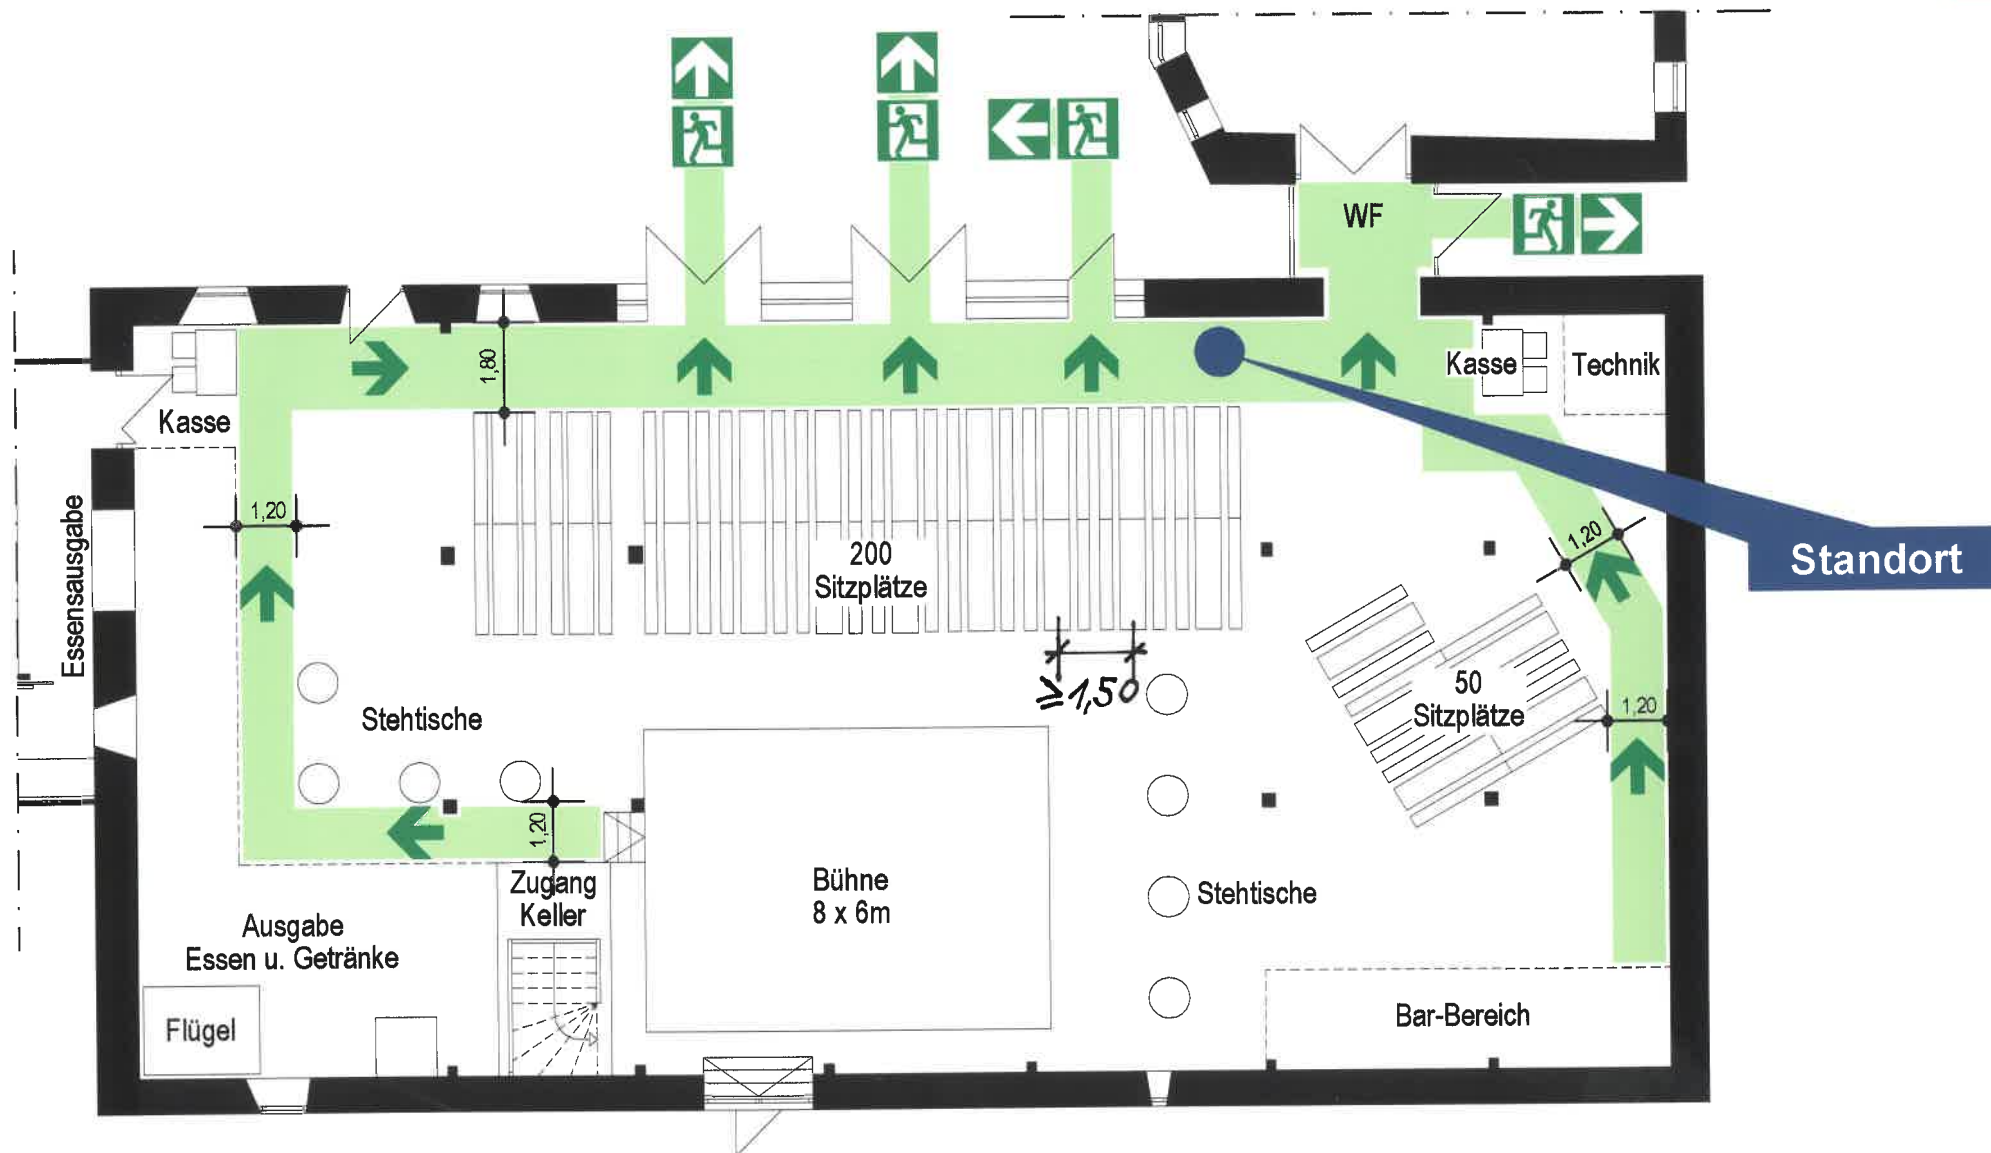 WF
Kasse
Technik
1,80
Kasse
Standort
1,20
1,20
Essensausgabe
200
Sitzplätze
≥1,50
50
Sitzplätze
1,20
Stehtische
1,20
Zugang
Keller
Bühne
8 x 6m
Stehtische
Ausgabe
Essen u. Getränke
Flügel
Bar-Bereich